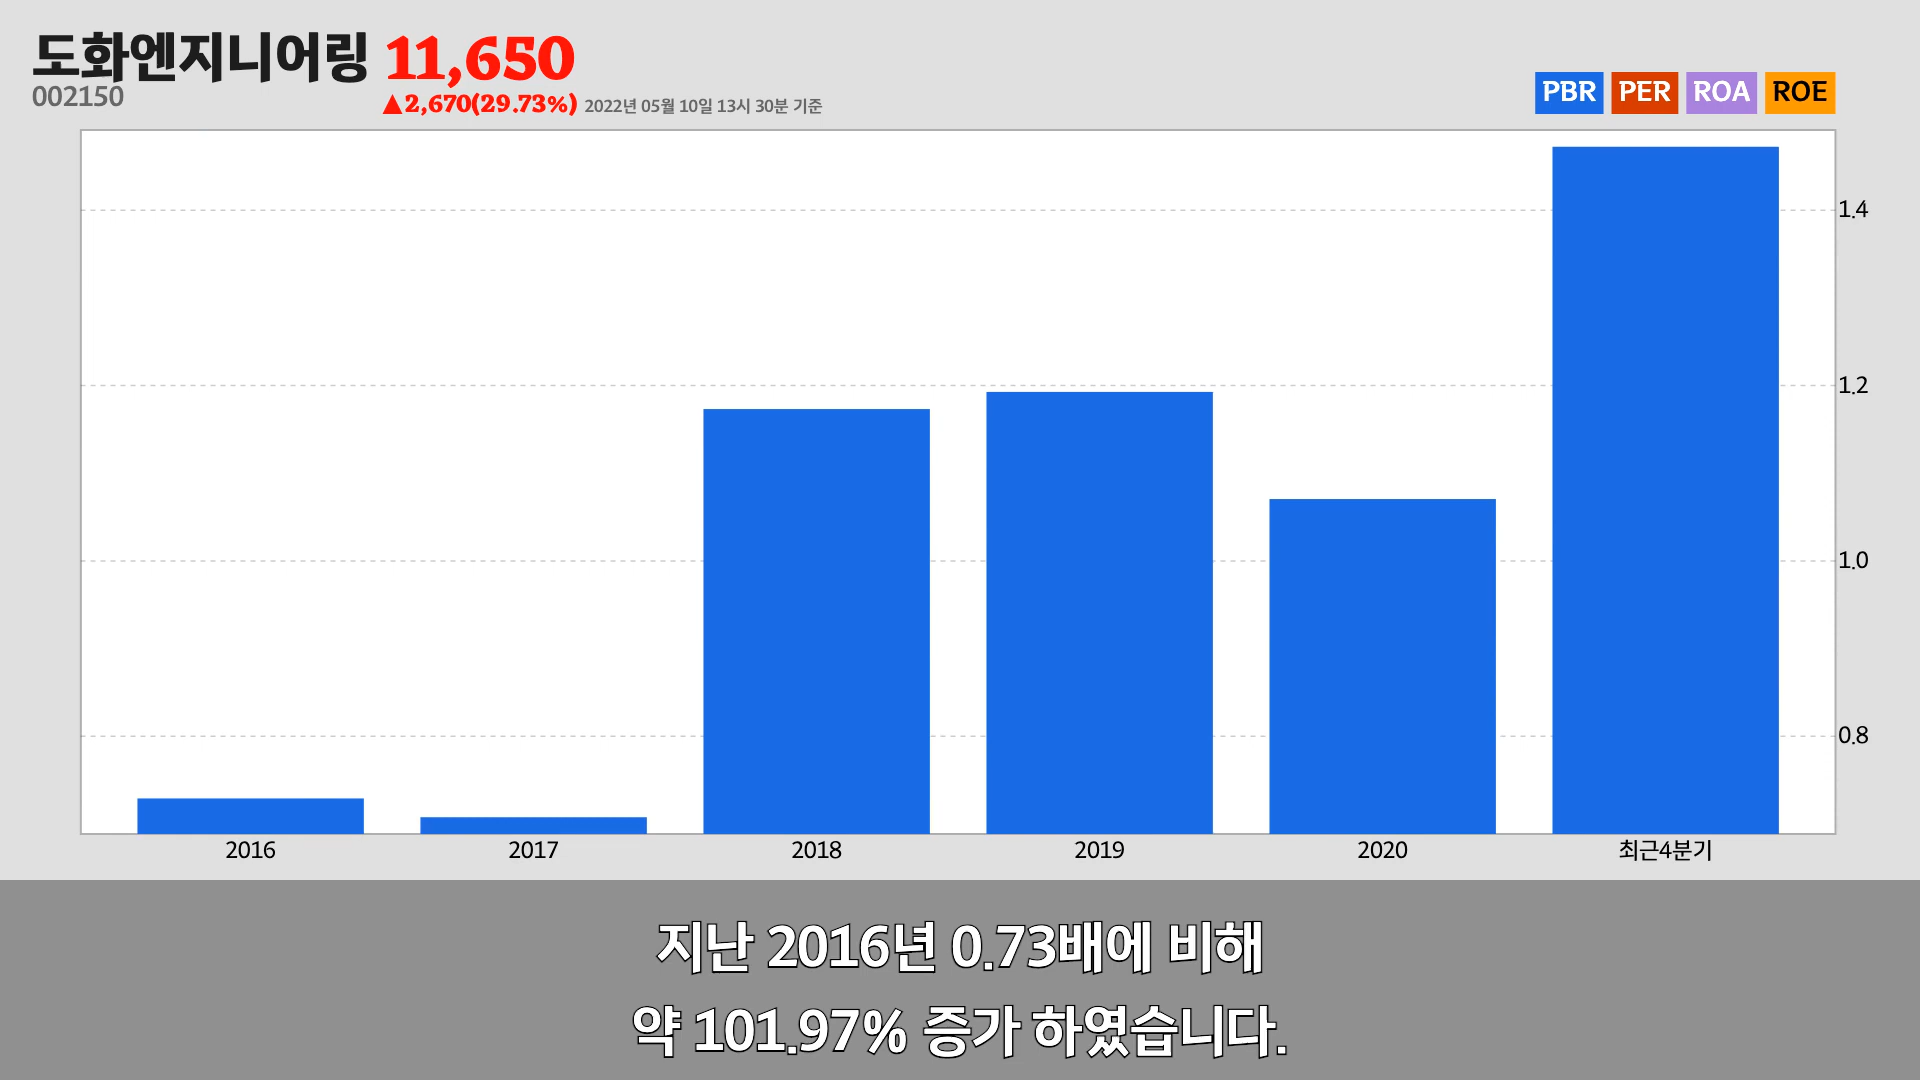 도화엔지니어링 11,650
002150
▲2,670(29.73%) 2022년 05월 10일 13시 30분 기준
PBR PER ROA ROE
1.4
1.2
1.0
0.8
2016 2017 2018 2019 2020 최근4분기
지난 2016년 0.73배에 비해
약 101.97% 증가 하였습니다.